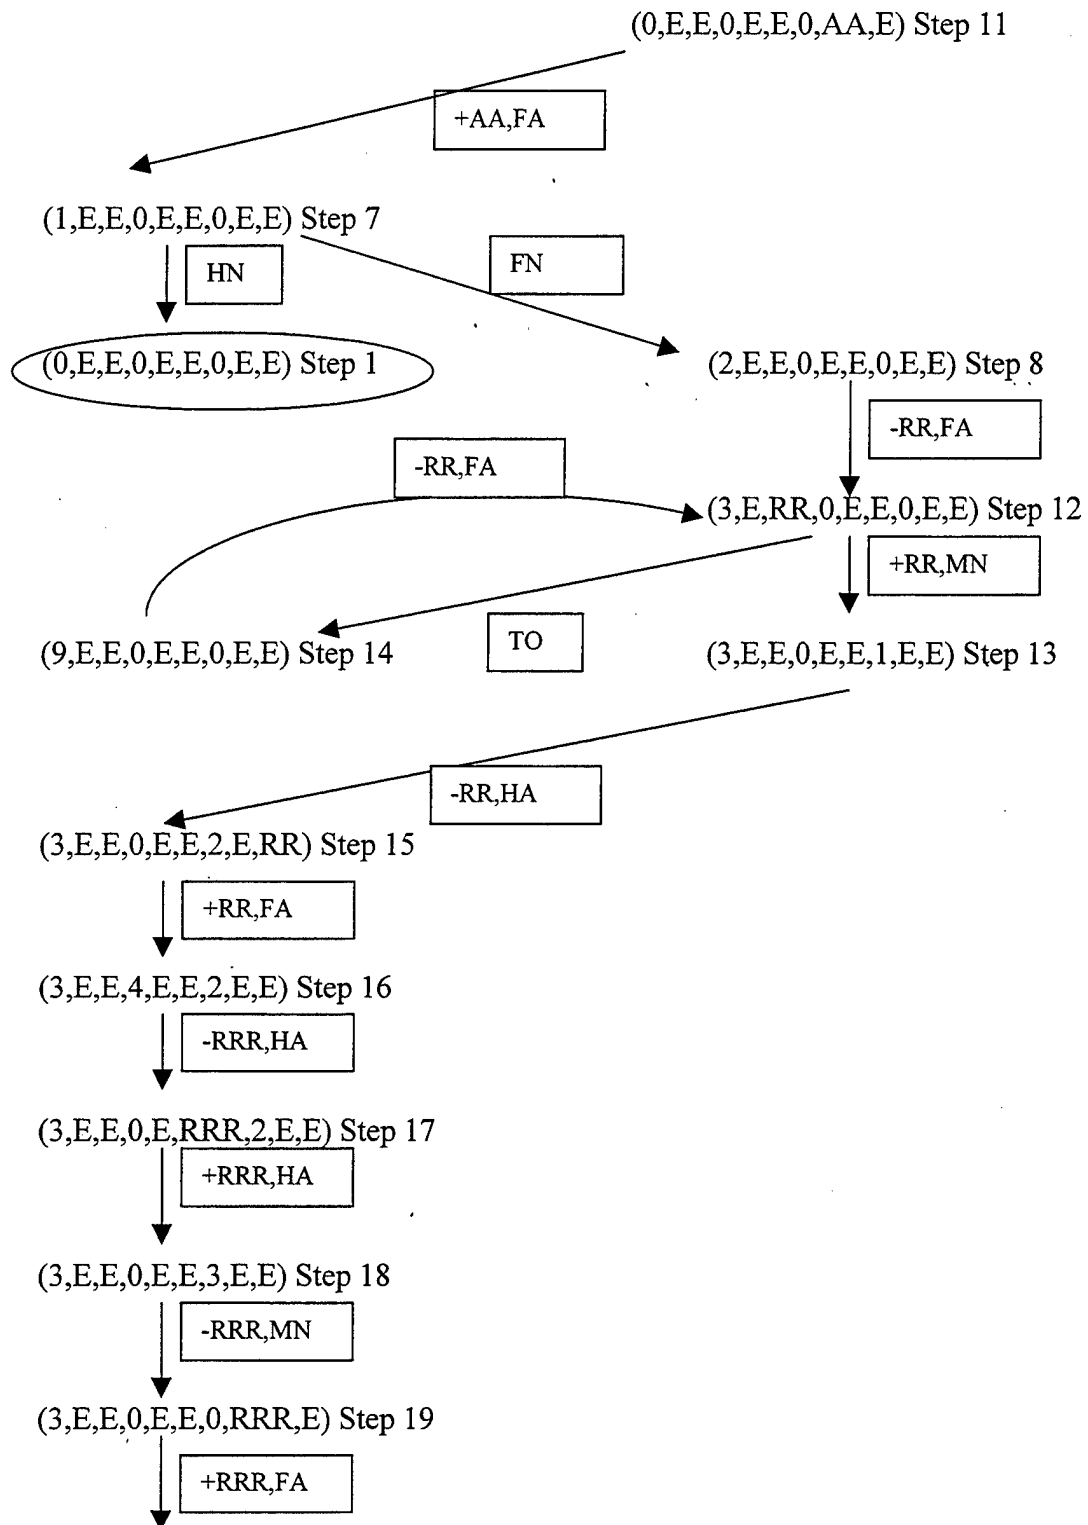 (0,E,E,0,E,E,0,AA,E) Step 11
+AA,FA
(1,E,E,0,E,E,0,E,E) Step 7
HN
FN
(0,E,E,0,E,E,0,E,E) Step 1
(2,E,E,0,E,E,0,E,E) Step 8
-RR,FA
-RR,FA
(3,E,RR,0,E,E,0,E,E) Step 12
+RR,MN
TO
(9,E,E,0,E,E,0,E,E) Step 14
(3,E,E,0,E,E,1,E,E) Step 13
-RR,HA
(3,E,E,0,E,E,2,E,RR) Step 15
+RR,FA
(3,E,E,4,E,E,2,E,E) Step 16
-RRR,HA
(3,E,E,0,E,RRR,2,E,E) Step 17
+RRR,HA
(3,E,E,0,E,E,3,E,E) Step 18
-RRR,MN
(3,E,E,0,E,E,0,RRR,E) Step 19
+RRR,FA